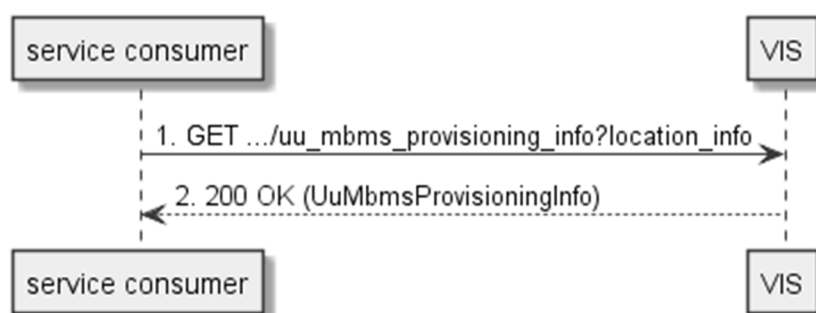 service consumer
VIS
1. GET .../uu_mbms_provisioning_info?location_info
2. 200 OK (UuMbmsProvisioningInfo)
service consumer
VIS